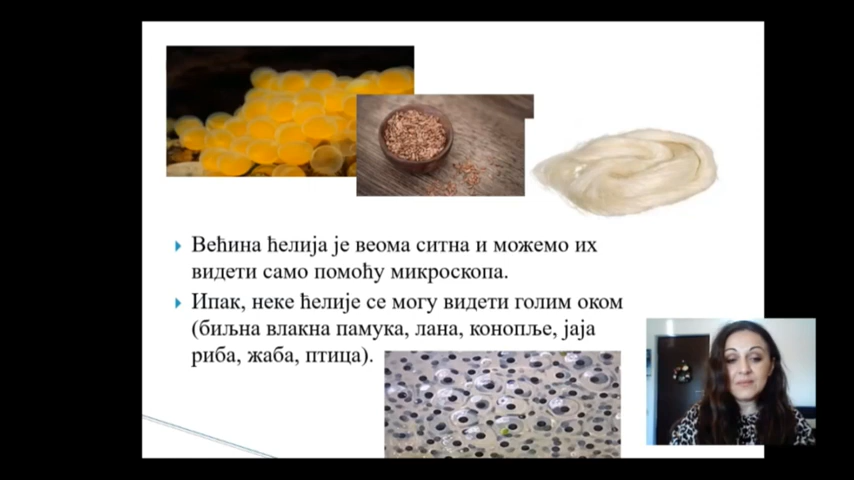 Већина ћелија је веома ситна и можемо их
видети само помоћу микроскопа.
Ипак, неке ћелије се могу видети голим оком
(биљна влакна памука, лана, конопље, јаја
риба, жаба, птица).